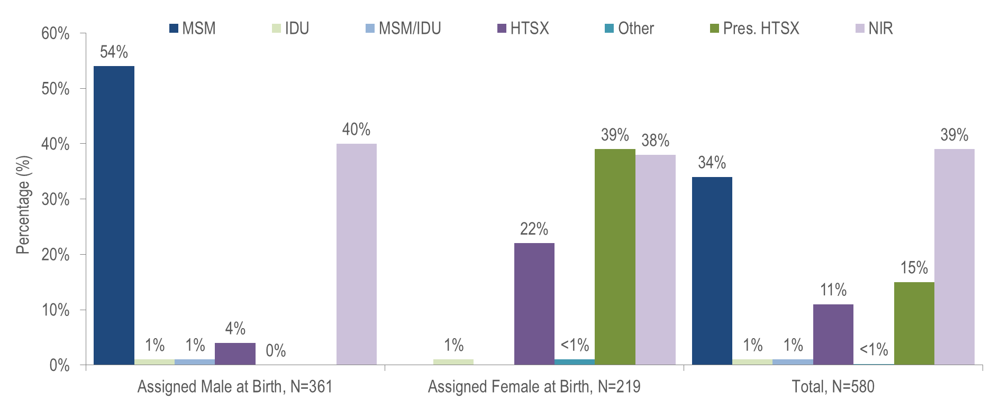 MSM IDU MSM/IDU HTSX Other Pres. HTSX NIR
Percentage (%)
60%
50%
40%
30%
20%
10%
0%
54% 1% 1% 4% 0% 40%
1% 22% <1% 39% 38%
34% 1% 1% 11% <1% 15% 39%
Assigned Male at Birth, N=361 Assigned Female at Birth, N=219 Total, N=580